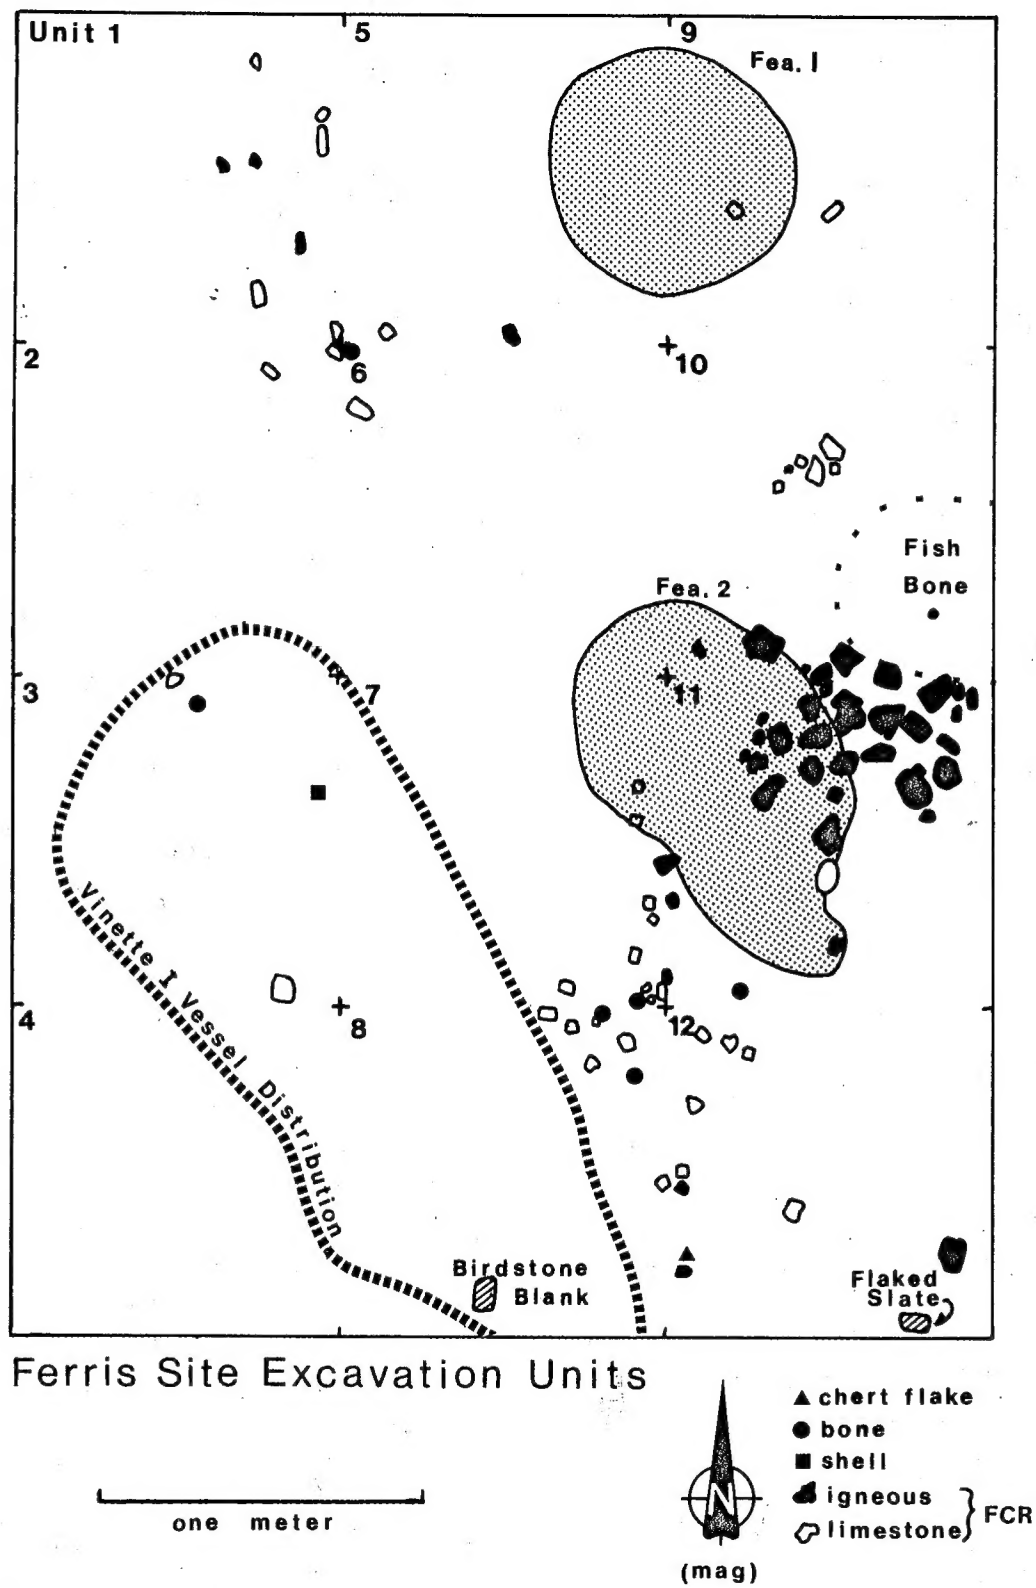 Unit 1
5
9
Fea. 1
2
6
10
Fish
Bone
Fea. 2
3
7
11
Vinette I Vessel Distribution
4
8
12
Birdstone
Blank
Flaked
Slate
Ferris Site Excavation Units
one meter
N
(mag)
chert flake
bone
shell
igneous
limestone
FCR